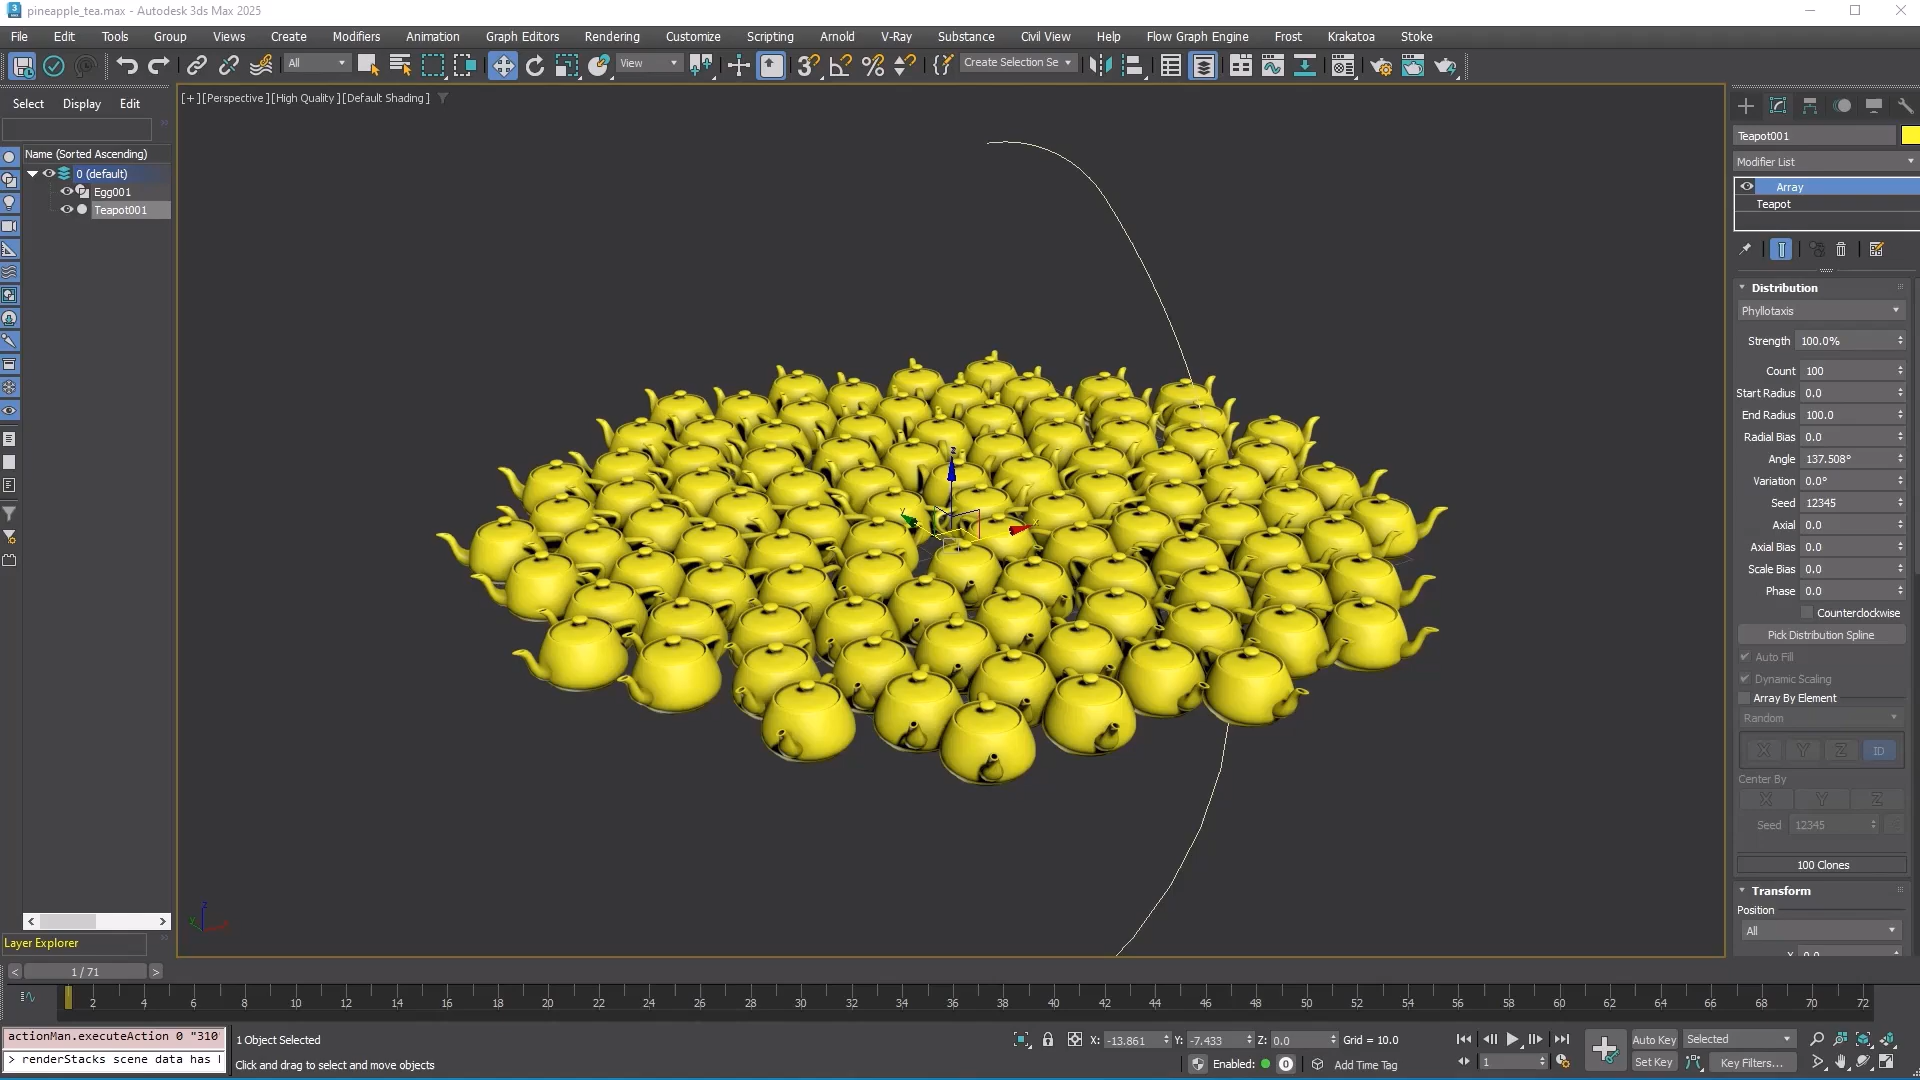 pineapple_tea.max - Autodesk 3ds Max 2025
File Edit Tools Group Views Create Modifiers Animation Graph Editors Rendering Customize Scripting Arnold V-Ray Substance Civil View Help Flow Graph Engine Frost Krakatoa Stoke
All View Create Selection Se
Select Display Edit
[+][Perspective][High Quality][Default Shading]
Name (Sorted Ascending)
0 (default)
Egg001
Teapot001
Teapot001
Modifier List
Array
Teapot
Distribution
Phyllotaxis
Strength 100.0%
Count 100
Start Radius 0.0
End Radius 100.0
Radial Bias 0.0
Angle 137.508°
Variation 0.0°
Seed 12345
Axial 0.0
Axial Bias 0.0
Scale Bias 0.0
Phase 0.0
Counterclockwise
Pick Distribution Spline
Auto Fill
Dynamic Scaling
Array By Element
Random
X Y Z ID
Center By
X Y Z
Seed 12345
100 Clones
Transform
Position
All
Layer Explorer
< 1 / 71 >
2 4 6 8 10 12 14 16 18 20 22 24 26 28 30 32 34 36 38 40 42 44 46 48 50 52 54 56 58 60 62 64 66 68 70 72
actionMan.executeAction 0 "310
> renderStacks scene data has
1 Object Selected
Click and drag to select and move objects
X: -13.861 Y: -7.433 Z: 0.0 Grid = 10.0
Enabled: 0 Add Time Tag
1
Auto Key Selected
Set Key Key Filters...